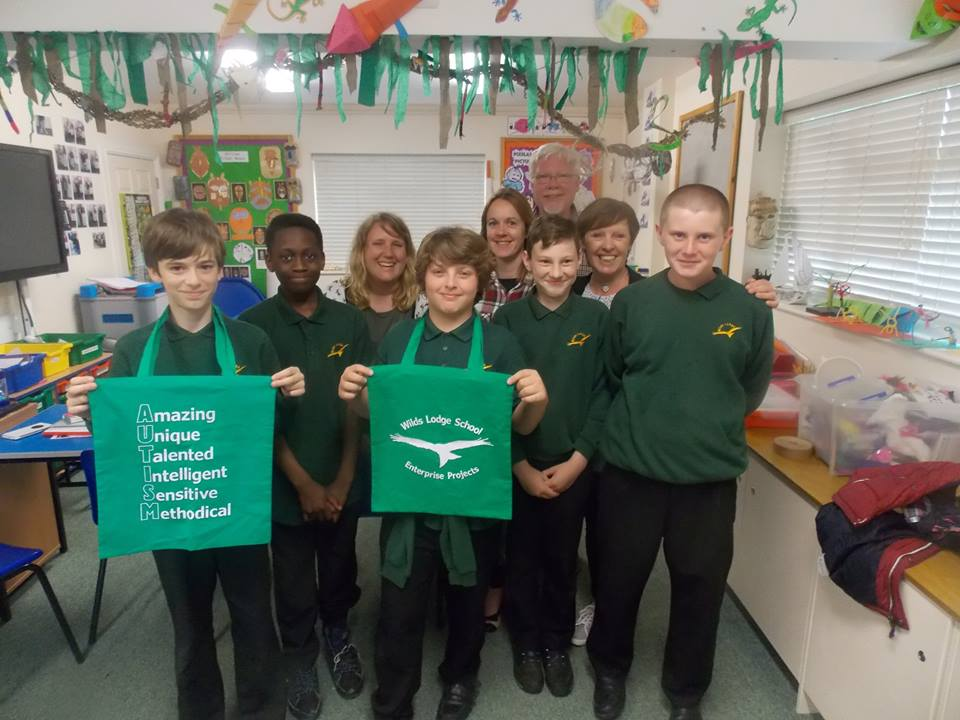 Amazing
Unique
Talented
Intelligent
Sensitive
Methodical
Wilds Lodge School
Enterprise Projects